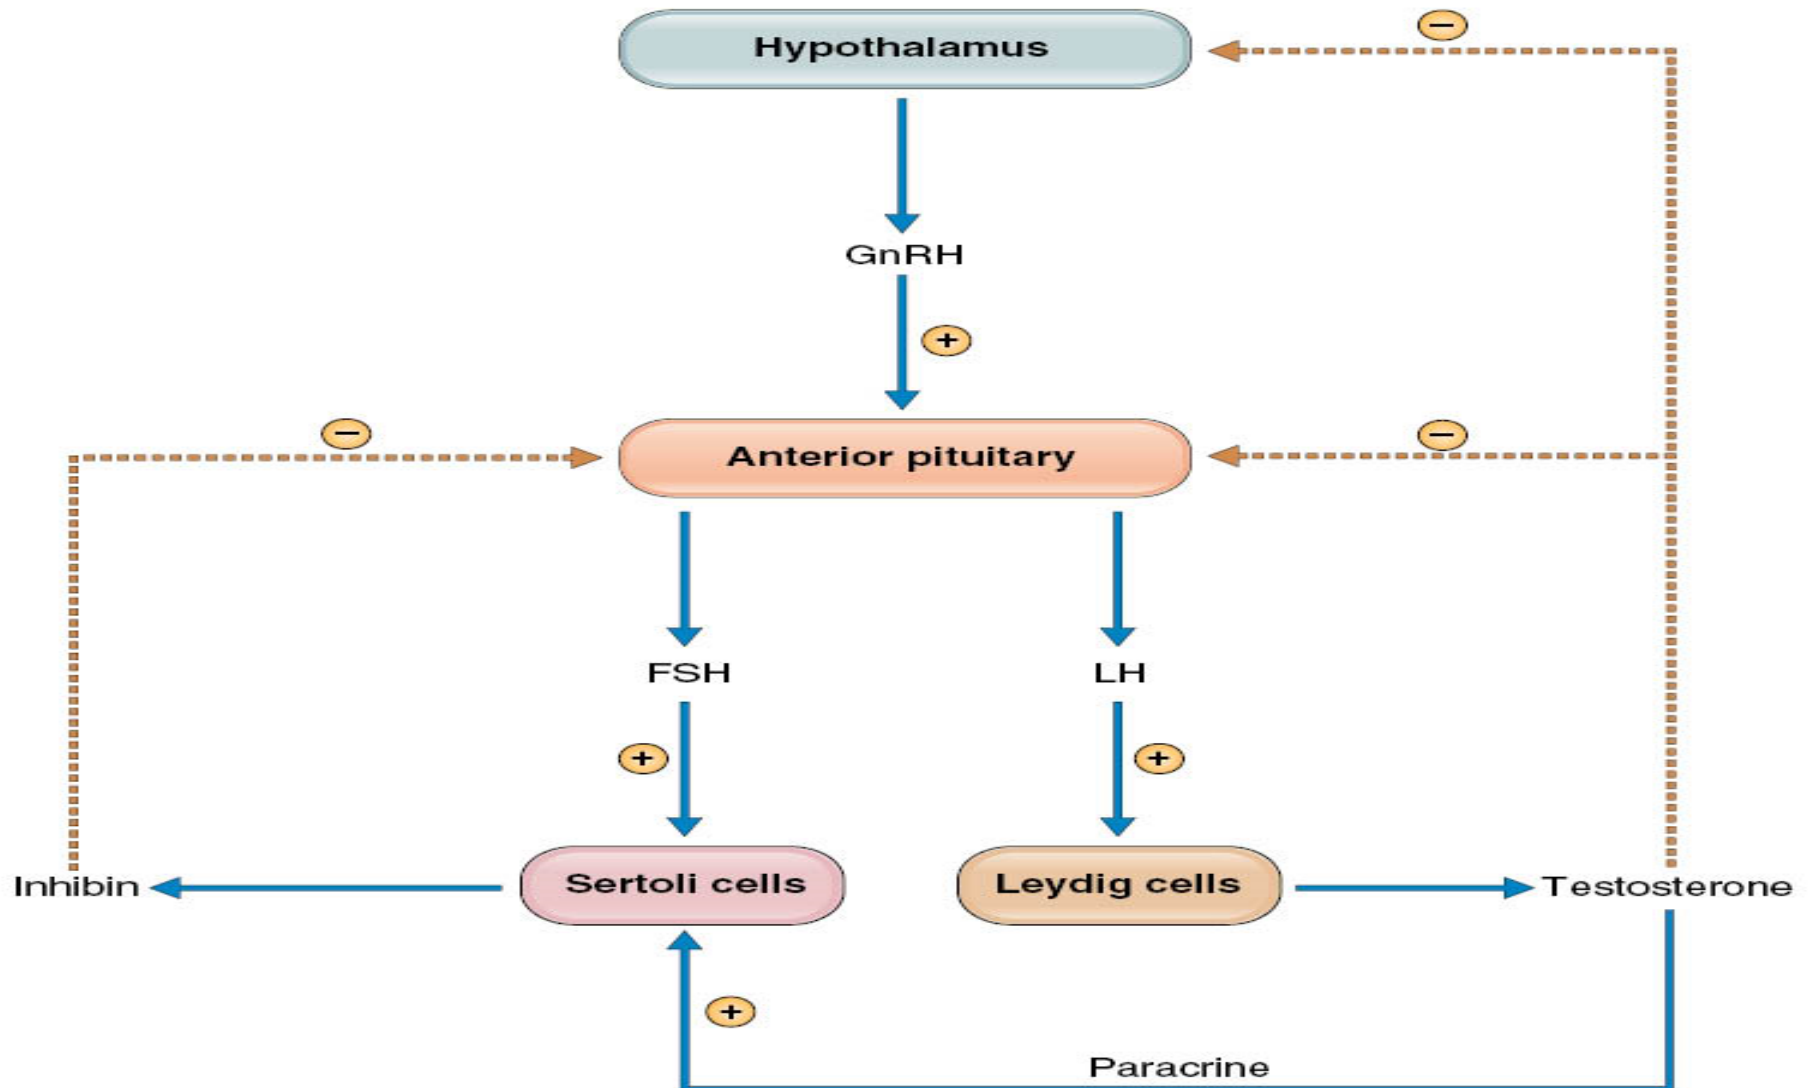 Hypothalamus
−
GnRH
+
−
Anterior pituitary
−
FSH
LH
+
+
Inhibin
Sertoli cells
Leydig cells
Testosterone
+
Paracrine